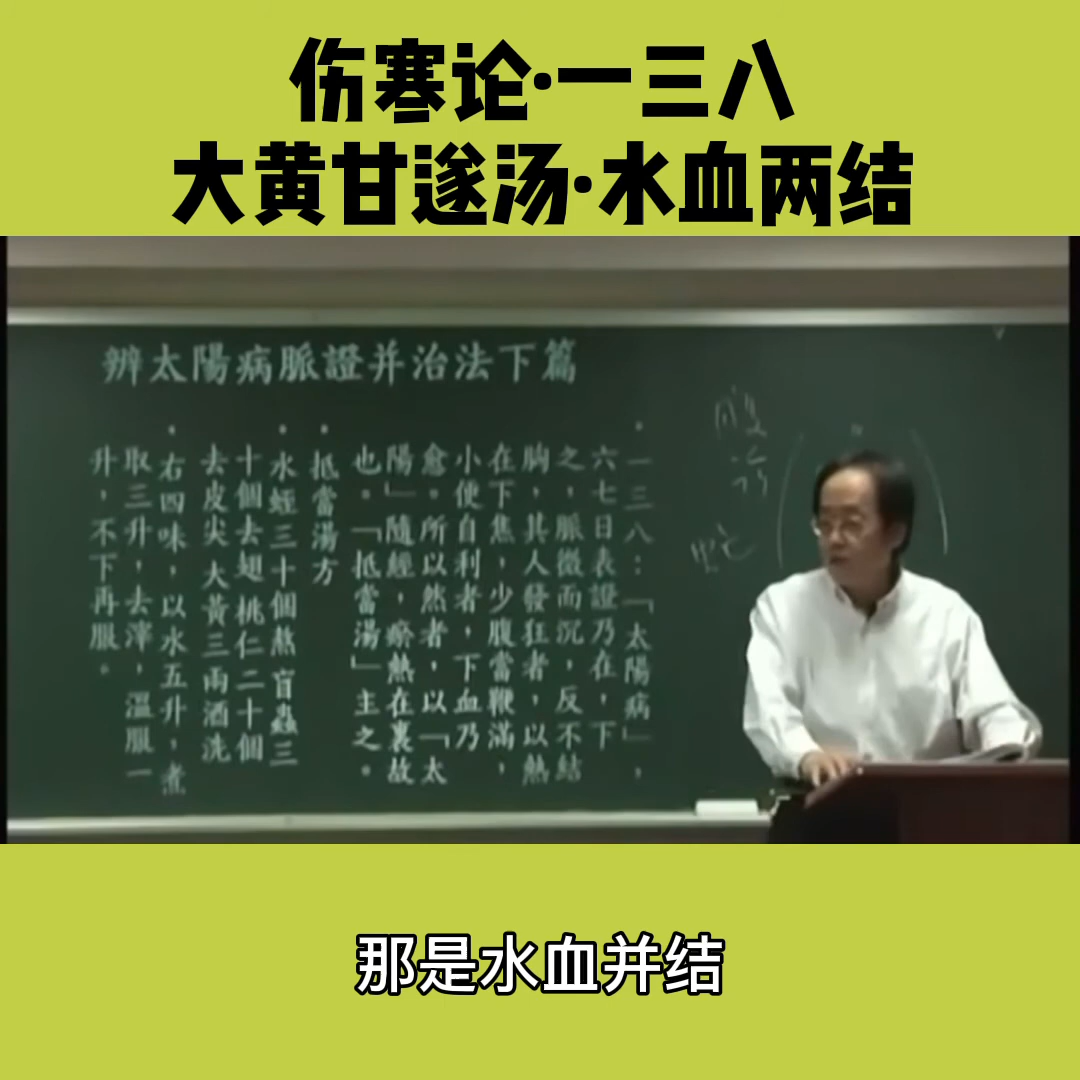 伤寒论·一三八
大黄甘遂汤·水血两结
辨太陽病脈證并治法下篇
・一三八:「太陽病」,
六七日表證乃在,下
之,脈微而沉,反不結
胸,其人發狂者,以熱
在下焦,少腹當鞭滿,
小便自利者,下血乃
愈。所以然者,以「太
陽」隨經,瘀熱在裏故
也。「抵當湯」主之。
・抵當湯方
・水蛭三十個熬盲蟲三
十個去翅桃仁二十個
去皮尖大黃三兩酒洗
・右四味,以水五升,煮
取三升,去滓,溫服一
升,不下再服。
那是水血并结